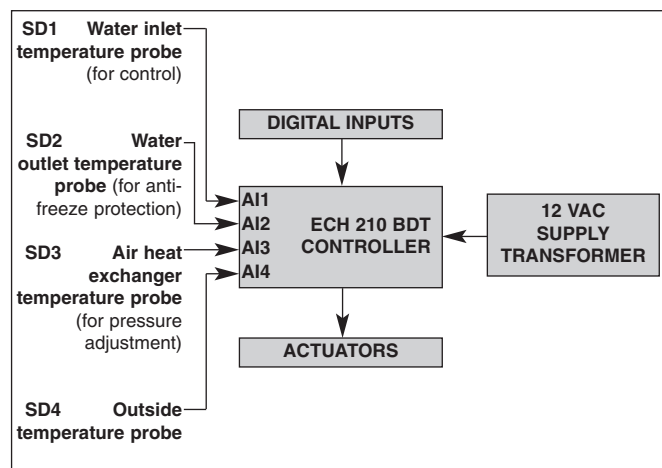 SD1 Water inlet
temperature probe
(for control)
SD2 Water
outlet temperature
probe (for anti-
freeze protection)
SD3 Air heat
exchanger
temperature probe
(for pressure
adjustment)
SD4 Outside
temperature probe
DIGITAL INPUTS
AI1
AI2
AI3
AI4
ECH 210 BDT
CONTROLLER
12 VAC
SUPPLY
TRANSFORMER
ACTUATORS